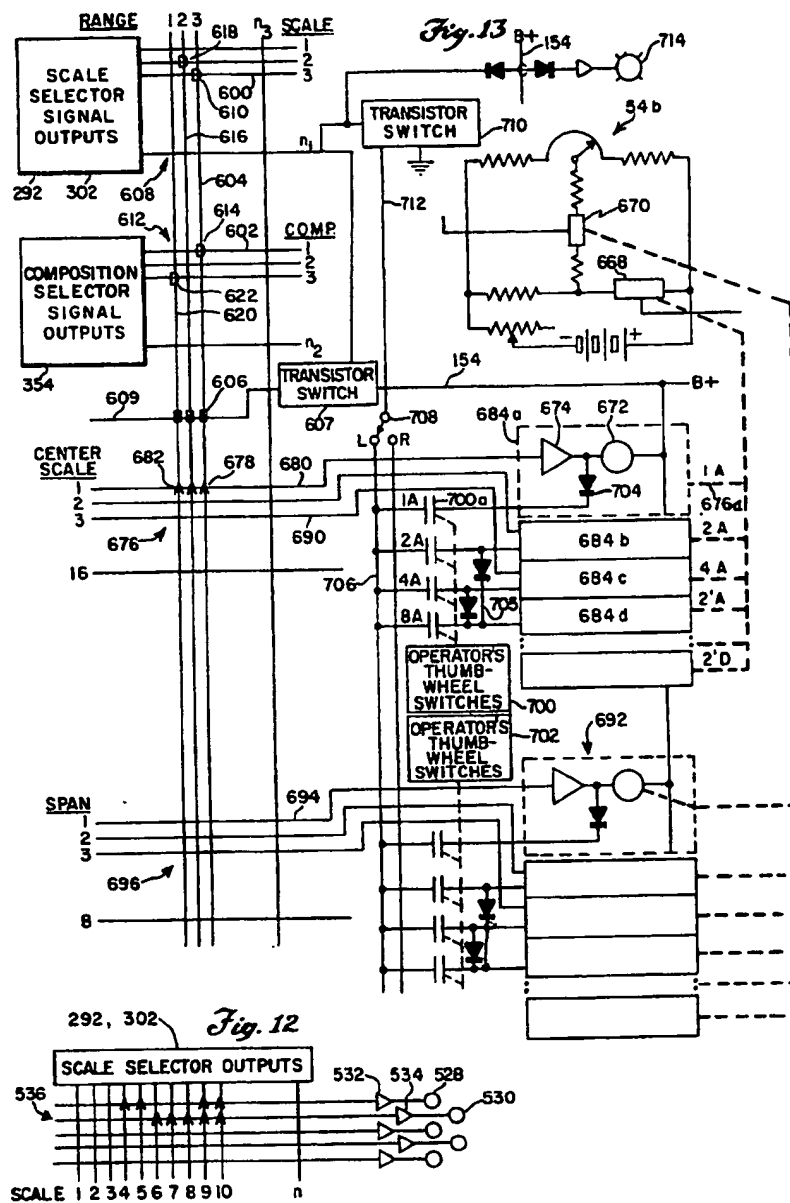 RANGE
1 2 3
n3
SCALE
1
2
3
618
600
610
616
SCALE
SELECTOR
SIGNAL
OUTPUTS
292
302
608
n1
604
Fig. 13
B+
154
714
TRANSISTOR
SWITCH
710
712
54b
670
668
612
614
602
COMP.
1
2
3
622
620
COMPOSITION
SELECTOR
SIGNAL
OUTPUTS
354
n2
- +
609
606
TRANSISTOR
SWITCH
607
154
B+
708
L R
684a
674
672
704
CENTER
SCALE
1
2
3
16
682
678
680
690
676
1A
676a
2A
4A
2'A
2'D
1A
700a
2A
4A
8A
706
705
684b
684c
684d
OPERATOR'S
THUMB-
WHEEL
SWITCHES
700
OPERATOR'S
THUMB-
WHEEL
SWITCHES
702
692
SPAN
1
2
3
8
694
696
292, 302
Fig. 12
SCALE SELECTOR OUTPUTS
532
534
528
530
536
SCALE 1 2 3 4 5 6 7 8 9 10 n